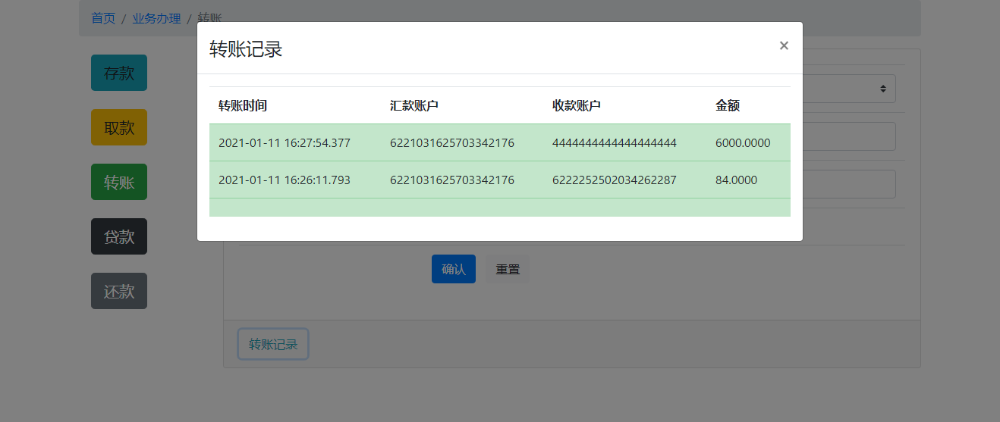 首页 / 业务办理 / 转账
转账记录 ×
存款
取款
转账
贷款
还款
转账时间 汇款账户 收款账户 金额
2021-01-11 16:27:54.377 6221031625703342176 4444444444444444444 6000.0000
2021-01-11 16:26:11.793 6221031625703342176 6222252502034262287 84.0000
确认 重置
转账记录